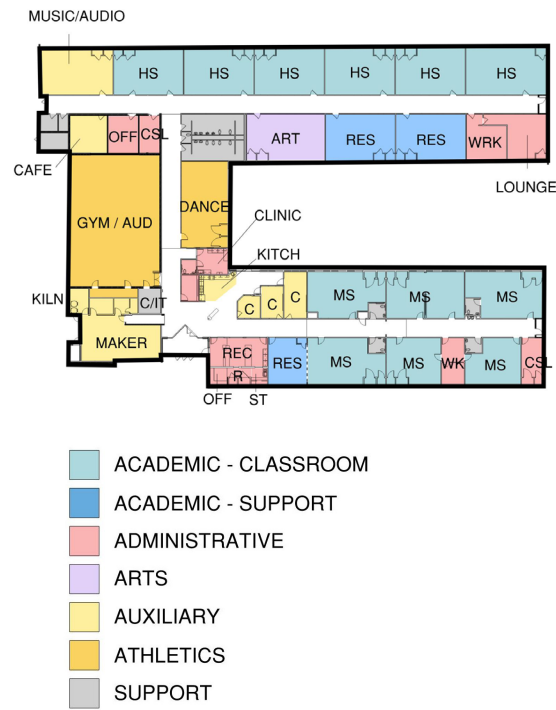 MUSIC/AUDIO
HS
HS
HS
HS
HS
HS
OFF
CSL
ART
RES
RES
WRK
CAFE
LOUNGE
GYM / AUD
DANCE
CLINIC
KITCH
KILN
C/IT
C
C
C
MS
MS
MS
MAKER
REC
R
RES
MS
MS
WK
MS
CSL
OFF
ST
ACADEMIC - CLASSROOM
ACADEMIC - SUPPORT
ADMINISTRATIVE
ARTS
AUXILIARY
ATHLETICS
SUPPORT